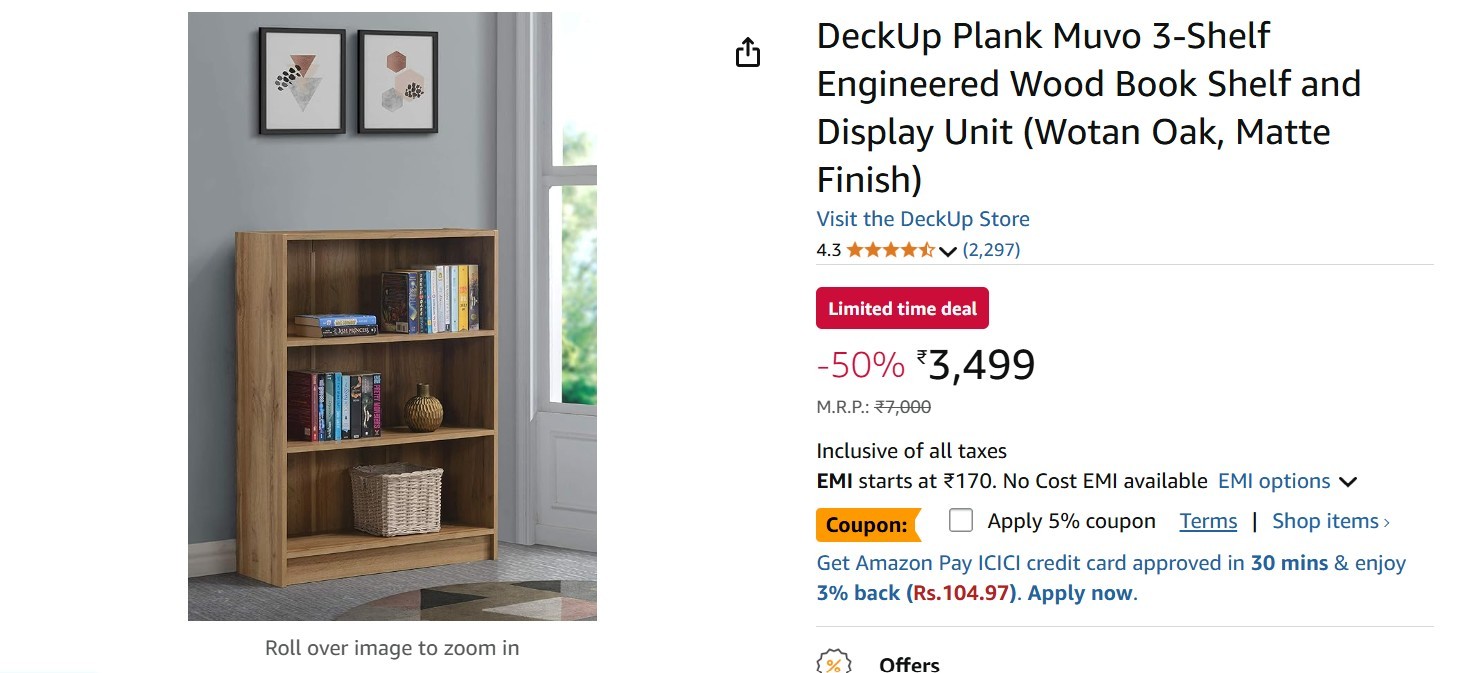 DeckUp Plank Muvo 3-Shelf
Engineered Wood Book Shelf and
Display Unit (Wotan Oak, Matte
Finish)
Visit the DeckUp Store
4.3 (2,297)
Limited time deal
-50% ₹3,499
M.R.P.: ₹7,000
Inclusive of all taxes
EMI starts at ₹170. No Cost EMI available EMI options
Coupon: Apply 5% coupon Terms | Shop items ›
Get Amazon Pay ICICI credit card approved in 30 mins & enjoy
3% back (Rs.104.97). Apply now.
% Offers
ASH PRINCESS
Roll over image to zoom in